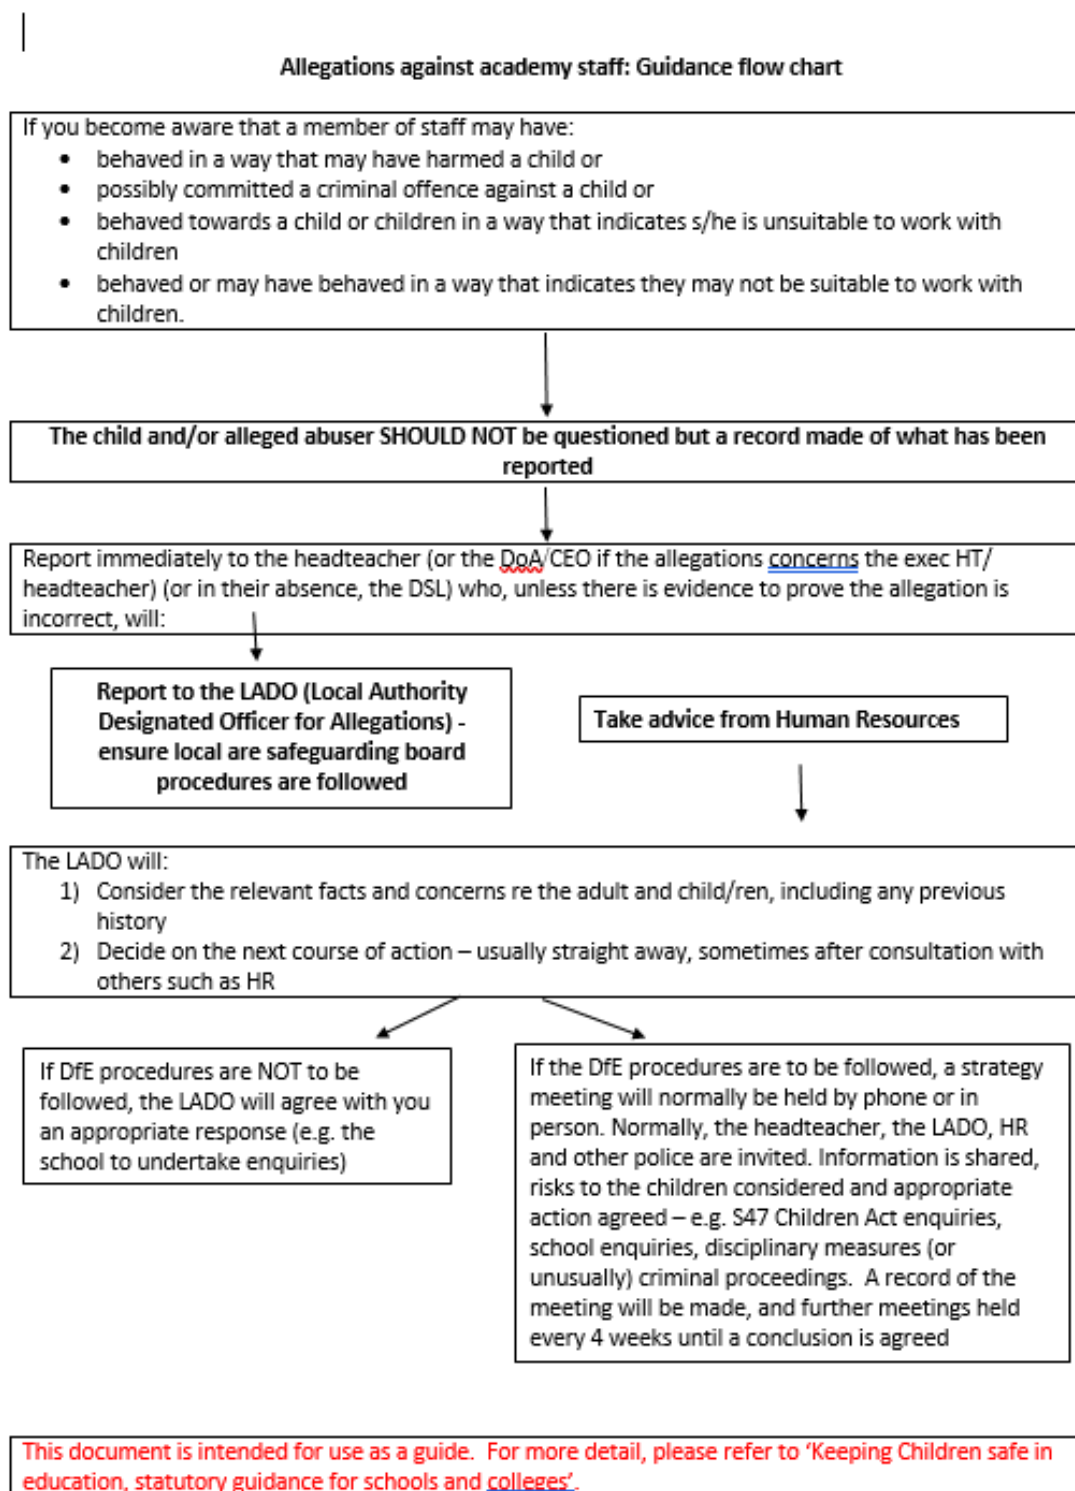 Allegations against academy staff: Guidance flow chart
If you become aware that a member of staff may have:
• behaved in a way that may have harmed a child or
• possibly committed a criminal offence against a child or
• behaved towards a child or children in a way that indicates s/he is unsuitable to work with
children
• behaved or may have behaved in a way that indicates they may not be suitable to work with
children.
The child and/or alleged abuser SHOULD NOT be questioned but a record made of what has been
reported
Report immediately to the headteacher (or the DoA/CEO if the allegations concerns the exec HT/
headteacher) (or in their absence, the DSL) who, unless there is evidence to prove the allegation is
incorrect, will:
Report to the LADO (Local Authority
Designated Officer for Allegations) -
ensure local are safeguarding board
procedures are followed
Take advice from Human Resources
The LADO will:
1) Consider the relevant facts and concerns re the adult and child/ren, including any previous
history
2) Decide on the next course of action – usually straight away, sometimes after consultation with
others such as HR
If DfE procedures are NOT to be
followed, the LADO will agree with you
an appropriate response (e.g. the
school to undertake enquiries)
If the DfE procedures are to be followed, a strategy
meeting will normally be held by phone or in
person. Normally, the headteacher, the LADO, HR
and other police are invited. Information is shared,
risks to the children considered and appropriate
action agreed – e.g. S47 Children Act enquiries,
school enquiries, disciplinary measures (or
unusually) criminal proceedings.  A record of the
meeting will be made, and further meetings held
every 4 weeks until a conclusion is agreed
This document is intended for use as a guide.  For more detail, please refer to ‘Keeping Children safe in
education, statutory guidance for schools and colleges’.